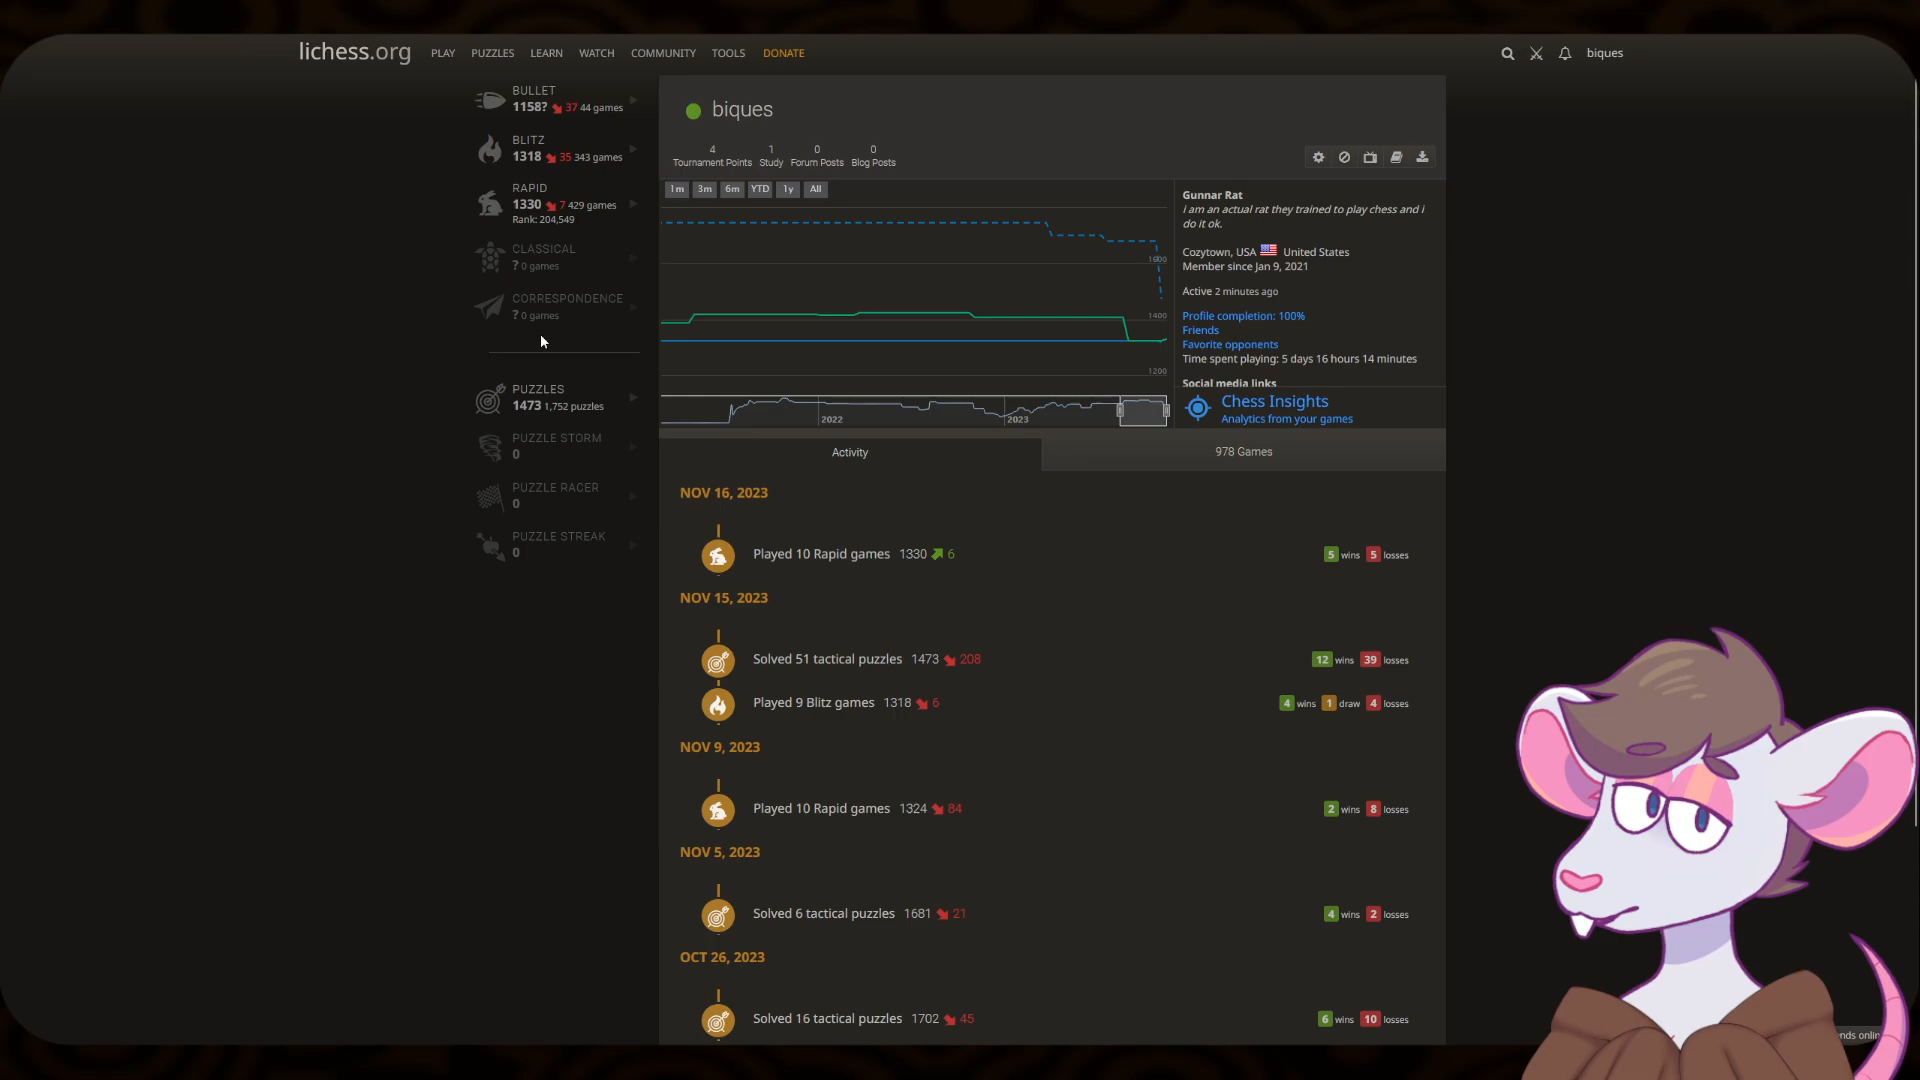 lichess.org PLAY PUZZLES LEARN WATCH COMMUNITY TOOLS DONATE biques
BULLET
1158? 37 44 games
BLITZ
1318 35 343 games
RAPID
1330 7 429 games
Rank: 204,549
CLASSICAL
? 0 games
CORRESPONDENCE
? 0 games
PUZZLES
1473 1,752 puzzles
PUZZLE STORM
0
PUZZLE RACER
0
PUZZLE STREAK
0
biques
4 1 0 0
Tournament Points Study Forum Posts Blog Posts
1m 3m 6m YTD 1y All
1600
1400
1200
2022 2023
Gunnar Rat
i am an actual rat they trained to play chess and i
do it ok.
Cozytown, USA United States
Member since Jan 9, 2021
Active 2 minutes ago
Profile completion: 100%
Friends
Favorite opponents
Time spent playing: 5 days 16 hours 14 minutes
Social media links
Chess Insights
Analytics from your games
Activity 978 Games
NOV 16, 2023
Played 10 Rapid games 1330 6 5 wins 5 losses
NOV 15, 2023
Solved 51 tactical puzzles 1473 208 12 wins 39 losses
Played 9 Blitz games 1318 6 4 wins 1 draw 4 losses
NOV 9, 2023
Played 10 Rapid games 1324 84 2 wins 8 losses
NOV 5, 2023
Solved 6 tactical puzzles 1681 21 4 wins 2 losses
OCT 26, 2023
Solved 16 tactical puzzles 1702 45 6 wins 10 losses